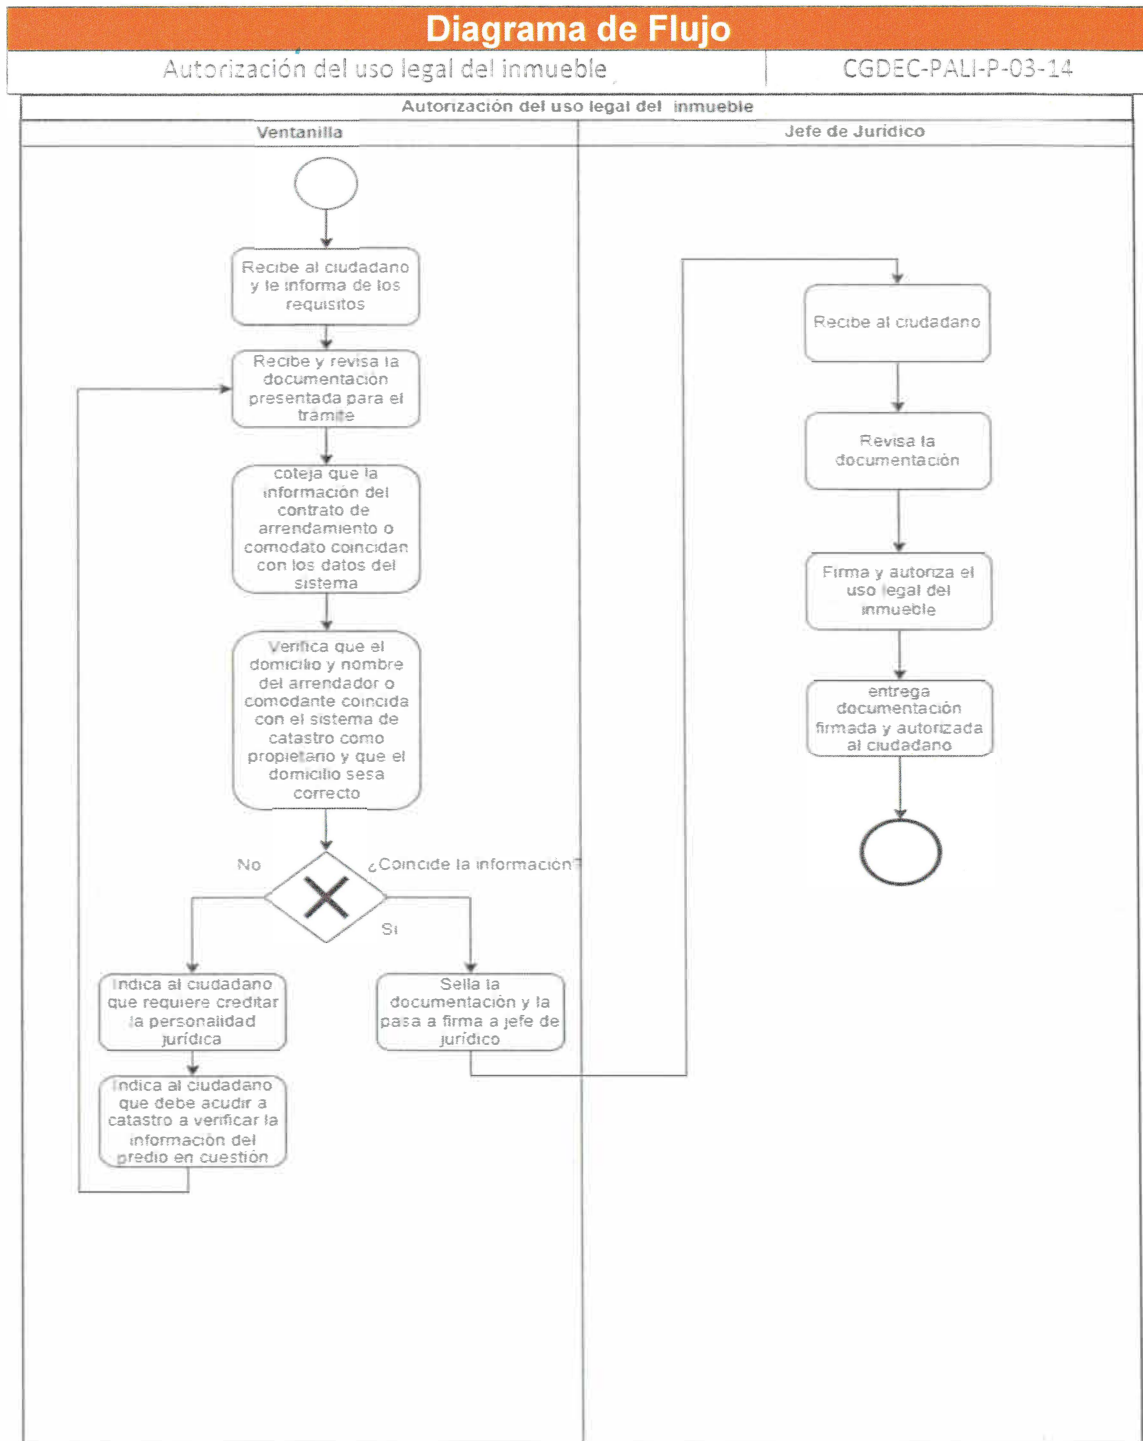 Diagrama de Flujo
Autorización del uso legal del inmueble
CGDEC-PALI-P-03-14
Autorización del uso legal del inmueble
Ventanilla
Jefe de Jurídico
Recibe al ciudadano
y le informa de los
requisitos
Recibe y revisa la
documentación
presentada para el
trámite
coteja que la
información del
contrato de
arrendamiento o
comodato coincidan
con los datos del
sistema
Verifica que el
domicilio y nombre
del arrendador o
comodante coincida
con el sistema de
catastro como
propietario y que el
domicilio sesa
correcto
No
¿Coincide la información?
Si
Indica al ciudadano
que requiere creditar
la personalidad
jurídica
Indica al ciudadano
que debe acudir a
catastro a verificar la
información del
predio en cuestión
Sella la
documentación y la
pasa a firma a jefe de
jurídico
Recibe al ciudadano
Revisa la
documentación
Firma y autoriza el
uso legal del
inmueble
entrega
documentación
firmada y autorizada
al ciudadano